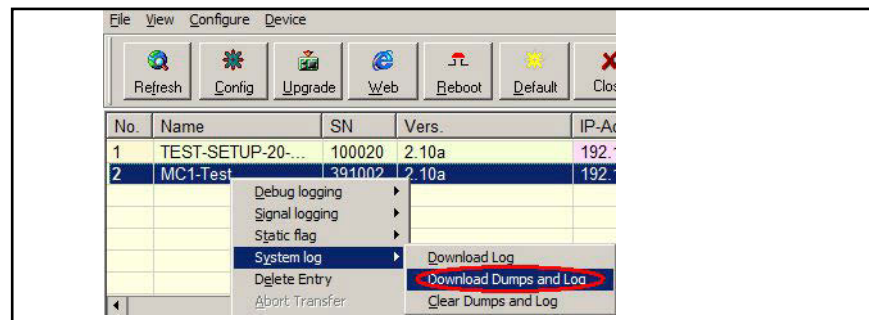 File View Configure Device
Refresh Config Upgrade Web Reboot Default
No. Name SN Vers.
1 TEST-SETUP-20-... 100020 2.10a
2 MC1-Test 391002 2.10a
Debug logging
Signal logging
Static flag
System log
Download Log
Delete Entry
Download Dumps and Log
Abort Transfer
Clear Dumps and Log